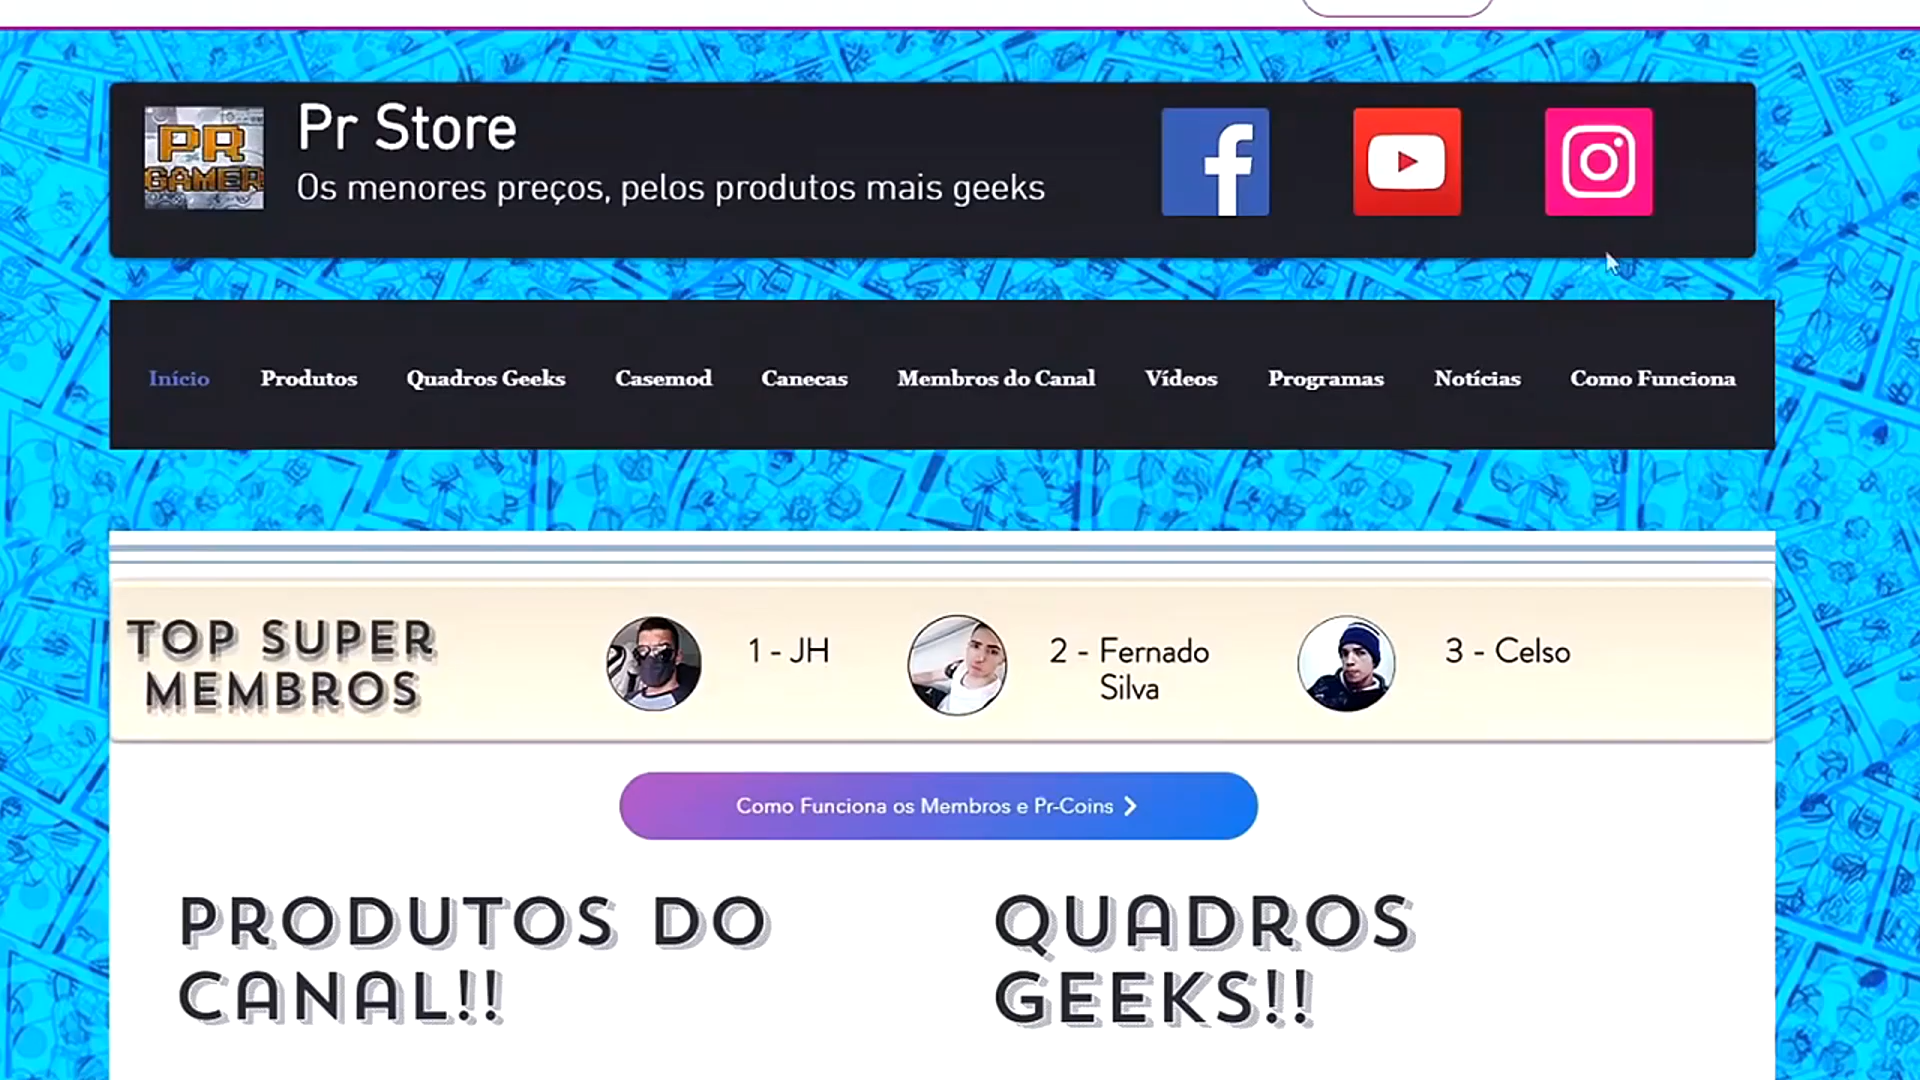 PR
GAMER
Pr Store
Os menores preços, pelos produtos mais geeks
Início Produtos Quadros Geeks Casemod Canecas Membros do Canal Vídeos Programas Notícias Como Funciona
TOP SUPER
MEMBROS
1 - JH
2 - Fernado
Silva
3 - Celso
Como Funciona os Membros e Pr-Coins
PRODUTOS DO
CANAL!!
QUADROS
GEEKS!!